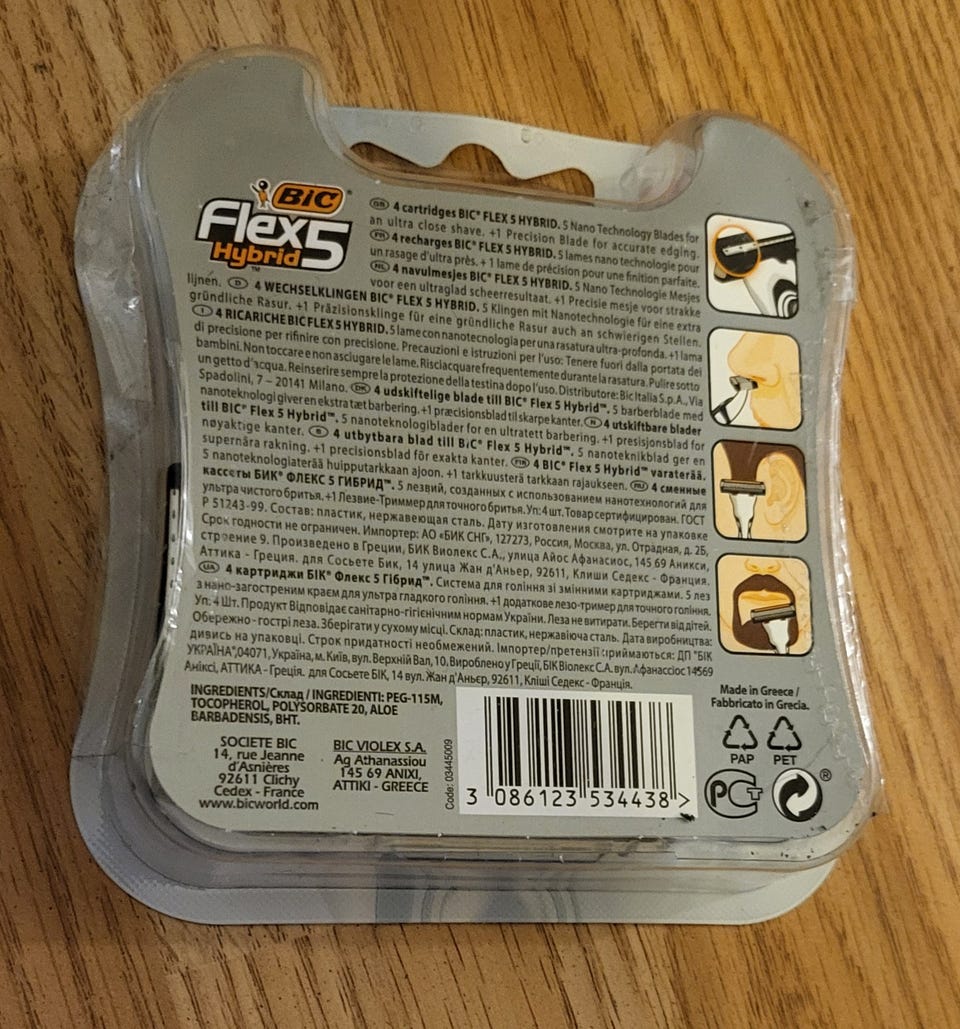 BIC®
Flex5
Hybrid™
GB 4 cartridges BIC® FLEX 5 HYBRID. 5 Nano Technology Blades for
an ultra close shave. +1 Precision Blade for accurate edging.
FR 4 recharges BIC® FLEX 5 HYBRID. 5 lames nano technologie pour
un rasage d'ultra près. + 1 lame de précision pour une finition parfaite.
NL 4 navulmesjes BIC® FLEX 5 HYBRID. 5 Nano Technologie Mesjes
voor een ultraglad scheerresultaat. +1 Precisie mesje voor strakke
lijnen. D 4 WECHSELKLINGEN BIC® FLEX 5 HYBRID. 5 Klingen mit Nanotechnologie für eine extra
gründliche Rasur. +1 Präzisionsklinge für eine gründliche Rasur auch an schwierigen Stellen.
I 4 RICARICHE BIC FLEX 5 HYBRID. 5 lame con nanotecnologia per una rasatura ultra-profonda. +1 lama
di precisione per rifinire con precisione. Precauzioni e istruzioni per l'uso: Tenere fuori dalla portata dei
bambini. Non toccare e non asciugare le lame. Risciacquare frequentemente durante la rasatura. Pulire sotto
un getto d'acqua. Reinserire sempre la protezione della testina dopo l'uso. Distributore: Bic Italia S.p.A., Via
Spadolini, 7 – 20141 Milano. DK 4 udskiftelige blade till BIC® Flex 5 Hybrid™. 5 barberblade med
nanoteknologi giver en ekstra tæt barbering. +1 præcisionsblad til skarpe kanter. N 4 utskiftbare blader
till BIC® Flex 5 Hybrid™. 5 nanoteknologiblader for en ultratett barbering. +1 presisjonsblad for
nøyaktige kanter. S 4 utbytbara blad till BIC® Flex 5 Hybrid™. 5 nanoteknikblad ger en
supernära rakning. +1 precisionsblad för exakta kanter. FIN 4 BIC® Flex 5 Hybrid™ varaterää.
5 nanoteknologiaterää huipputarkkaan ajoon. +1 tarkkuusterä tarkkaan rajaukseen. RU 4 сменные
кассеты БИК® ФЛЕКС 5 ГИБРИД™. 5 лезвий, созданных с использованием нанотехнологий для
ультра чистого бритья. +1 Лезвие-Триммер для точного бритья. Уп: 4 шт. Товар сертифицирован. ГОСТ
Р 51243-99. Состав: пластик, нержавеющая сталь. Дату изготовления смотрите на упаковке
Срок годности не ограничен. Импортер: АО «БИК СНГ», 127273, Россия, Москва, ул. Отрадная, д. 2Б,
строение 9. Произведено в Греции, БИК Виолекс С.А., улица Айос Афанасиос, 145 69 Аникси,
Аттика - Греция. для Сосьете Бик, 14 улица Жан д'Аньер, 92611, Клиши Седекс - Франция.
UA 4 картриджи БІК® Флекс 5 Гібрид™. Система для гоління зі змінними картриджами. 5 лез
з нано-загостреним краєм для ультра гладкого гоління. +1 додаткове лезо-тример для точного гоління.
Уп: 4 Шт. Продукт Відповідає санітарно-гігієнічним нормам України. Леза не витирати. Берегти від дітей.
Обережно - гострі леза. Зберігати у сухому місці. Склад: пластик, нержавіюча сталь. Дата виробництва:
дивись на упаковці. Строк придатності необмежений. Імпортер/претензії приймаються: ДП "БІК
УКРАЇНА",04071, Україна, м. Київ, вул. Верхній Вал, 10, Вироблено у Греції, БІК Віолекс С.А. вул. Афанассіос 14569
Аніксі, АТТИКА - Греція. для Сосьете БІК, 14 вул. Жан д'Аньєр, 92611, Кліші Седекс - Франція.
INGREDIENTS/Склад / INGREDIENTI: PEG-115M,
TOCOPHEROL, POLYSORBATE 20, ALOE
BARBADENSIS, BHT.
SOCIETE BIC
14, rue Jeanne
d'Asnières
92611 Clichy
Cedex - France
www.bicworld.com
BIC VIOLEX S.A.
Ag Athanassiou
145 69 ANIXI,
ATTIKI - GREECE
Code: 03445009
3 086123 534438 >
Made in Greece /
Fabbricato in Grecia.
PAP PET
РСТ ®